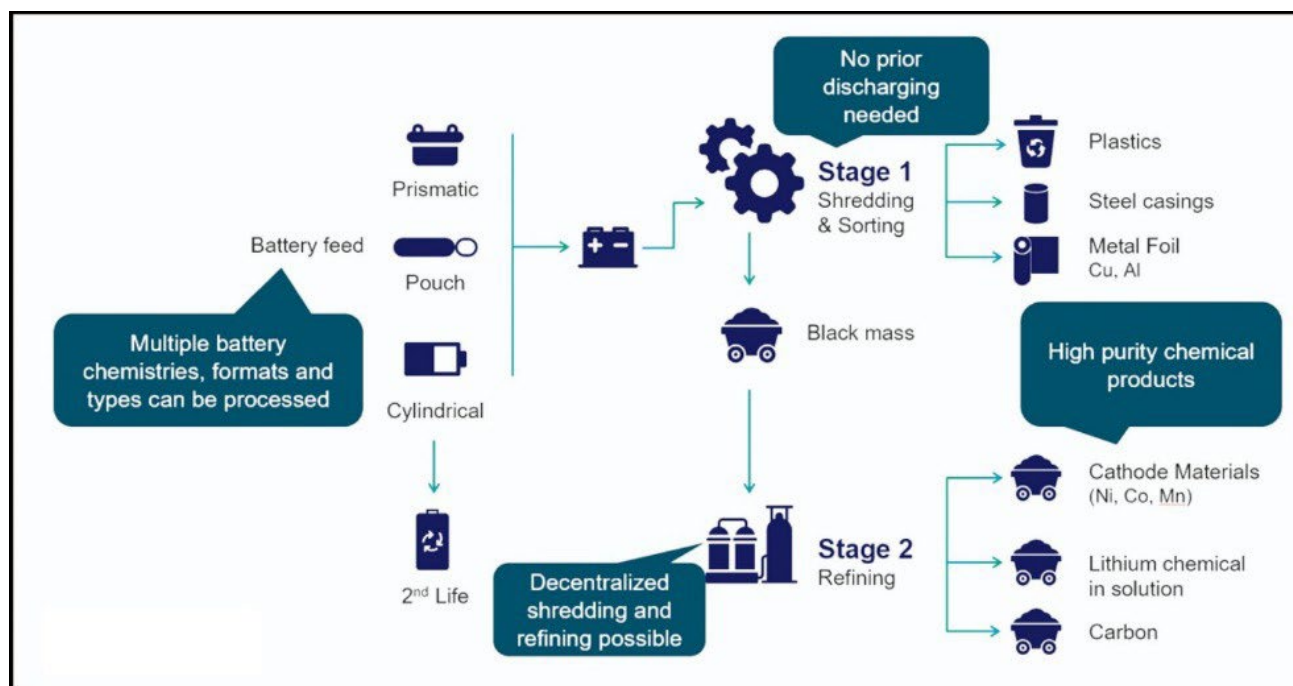 No prior
discharging
needed
Prismatic
Battery feed
Pouch
Cylindrical
2nd Life
Multiple battery
chemistries, formats and
types can be processed
+ -
Stage 1
Shredding
& Sorting
Plastics
Steel casings
Metal Foil
Cu, Al
Black mass
High purity chemical
products
Stage 2
Refining
Decentralized
shredding and
refining possible
Cathode Materials
(Ni, Co, Mn)
Lithium chemical
in solution
Carbon